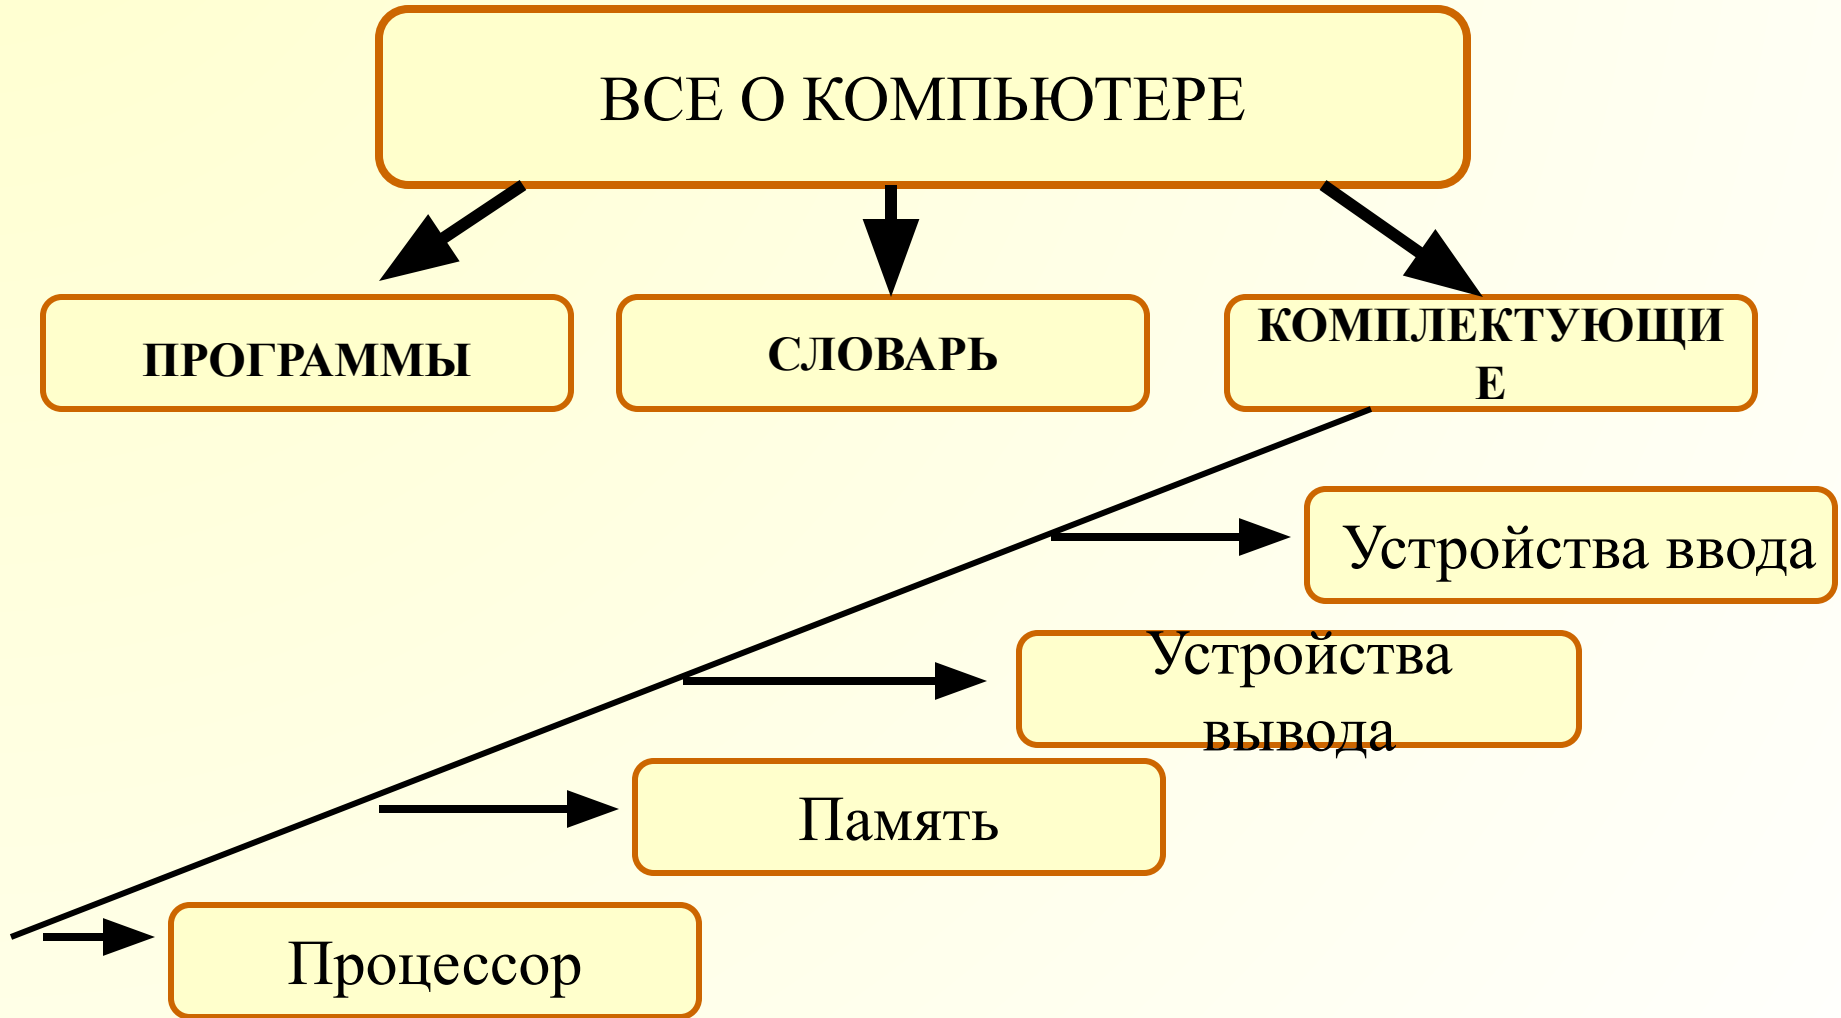 ВСЕ О КОМПЬЮТЕРЕ
ПРОГРАММЫ
СЛОВАРЬ
КОМПЛЕКТУЮЩИ
Е
Устройства ввода
Устройства
вывода
Память
Процессор